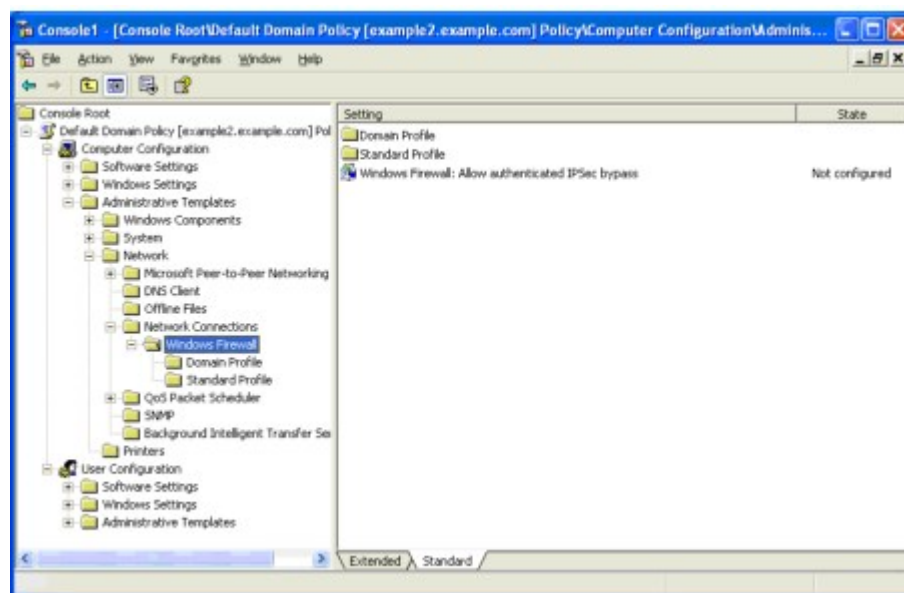 Console1 - [Console Root\Default Domain Policy [example2.example.com] Policy\Computer Configuration\Adminis...
File Action View Favorites Window Help
Console Root
Default Domain Policy [example2.example.com] Pol
Computer Configuration
Software Settings
Windows Settings
Administrative Templates
Windows Components
System
Network
Microsoft Peer-to-Peer Networking
DNS Client
Offline Files
Network Connections
Windows Firewall
Domain Profile
Standard Profile
QoS Packet Scheduler
SNMP
Background Intelligent Transfer Ser
Printers
User Configuration
Software Settings
Windows Settings
Administrative Templates
Setting State
Domain Profile
Standard Profile
Windows Firewall: Allow authenticated IPSec bypass Not configured
Extended Standard